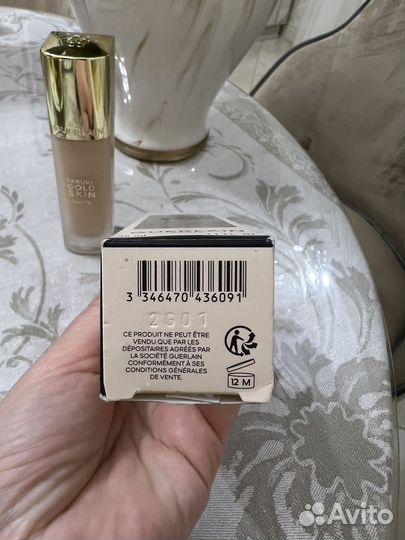 GUERLAIN
PARURE
GOLD
SKIN
MATTE
GUERLAIN
3 346470 436091
2G01
CE PRODUIT NE PEUT ÊTRE
VENDU QUE PAR LES
DÉPOSITAIRES AGRÉÉS PAR
LA SOCIÉTÉ GUERLAIN
CONFORMÉMENT À SES
CONDITIONS GÉNÉRALES
DE VENTE.
12 M
Avito